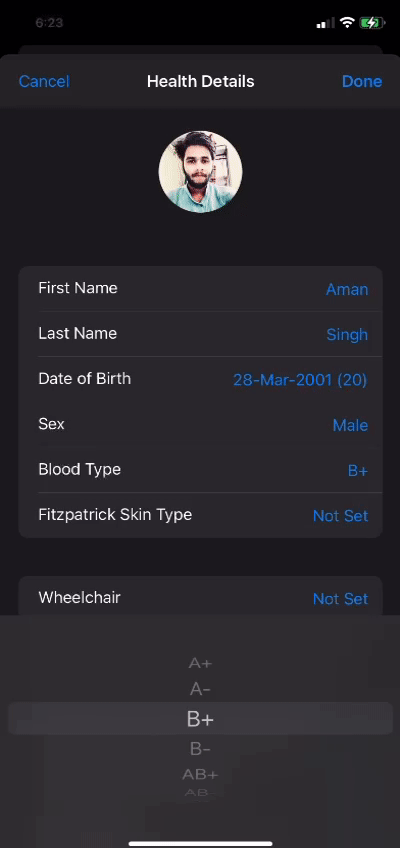 6:23
Cancel Health Details Done
First Name Aman
Last Name Singh
Date of Birth 28-Mar-2001 (20)
Sex Male
Blood Type B+
Fitzpatrick Skin Type Not Set
Wheelchair Not Set
A+
A-
B+
B-
AB+
AB-